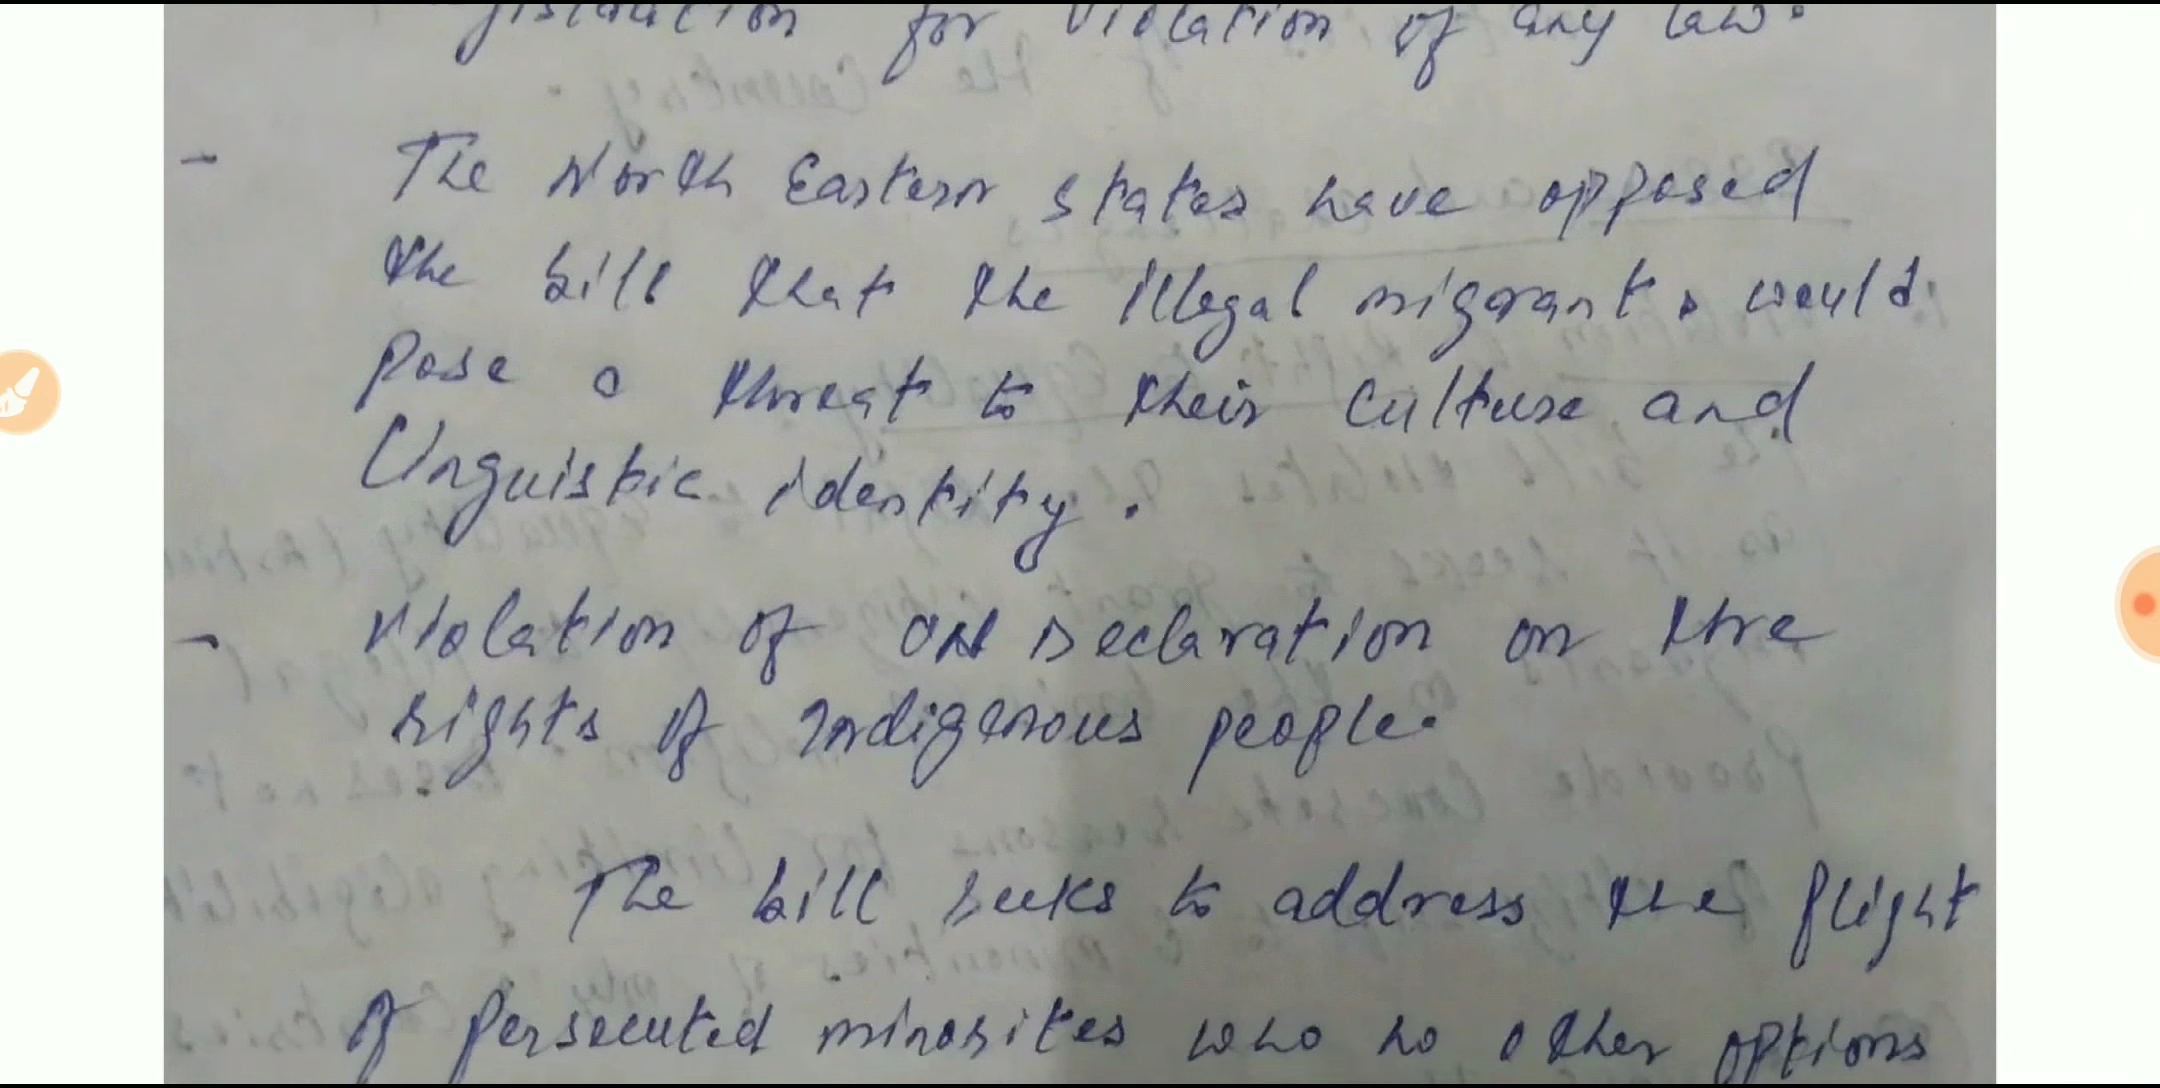 for violation of any law.
- The North Eastern states have opposed
the bill that the illegal migrants would
pose a threat to their culture and
linguistic identity.
- violation of UN Declaration on the
rights of Indigenous people.
The bill seeks to address the flight
of persecuted minorites who no other options